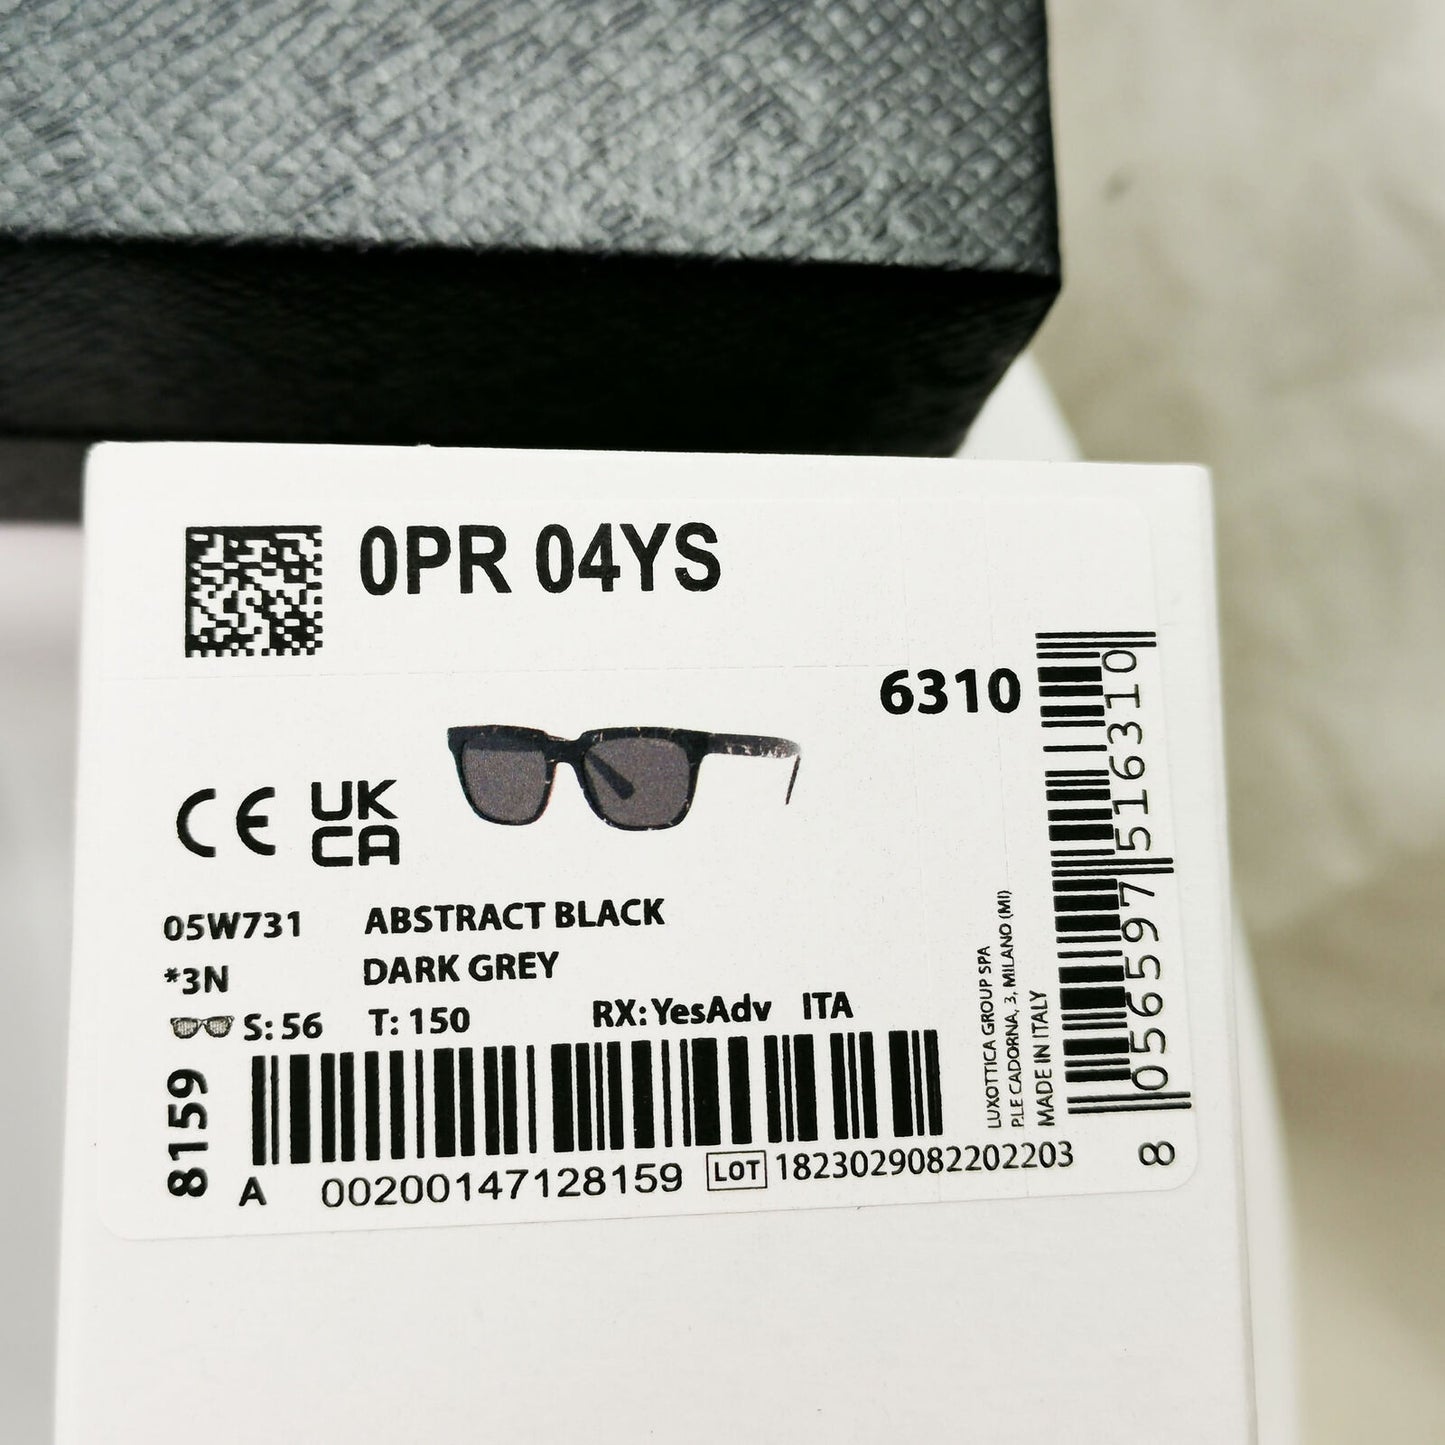 0PR 04YS
6310
CE UK
CA
05W731 ABSTRACT BLACK
*3N DARK GREY
S: 56 T: 150 RX: YesAdv ITA
8159
A 00200147128159 LOT 1823029082202203
LUXOTTICA GROUP SPA
P.LE CADORNA, 3, MILANO (MI)
MADE IN ITALY
8 056597 516310